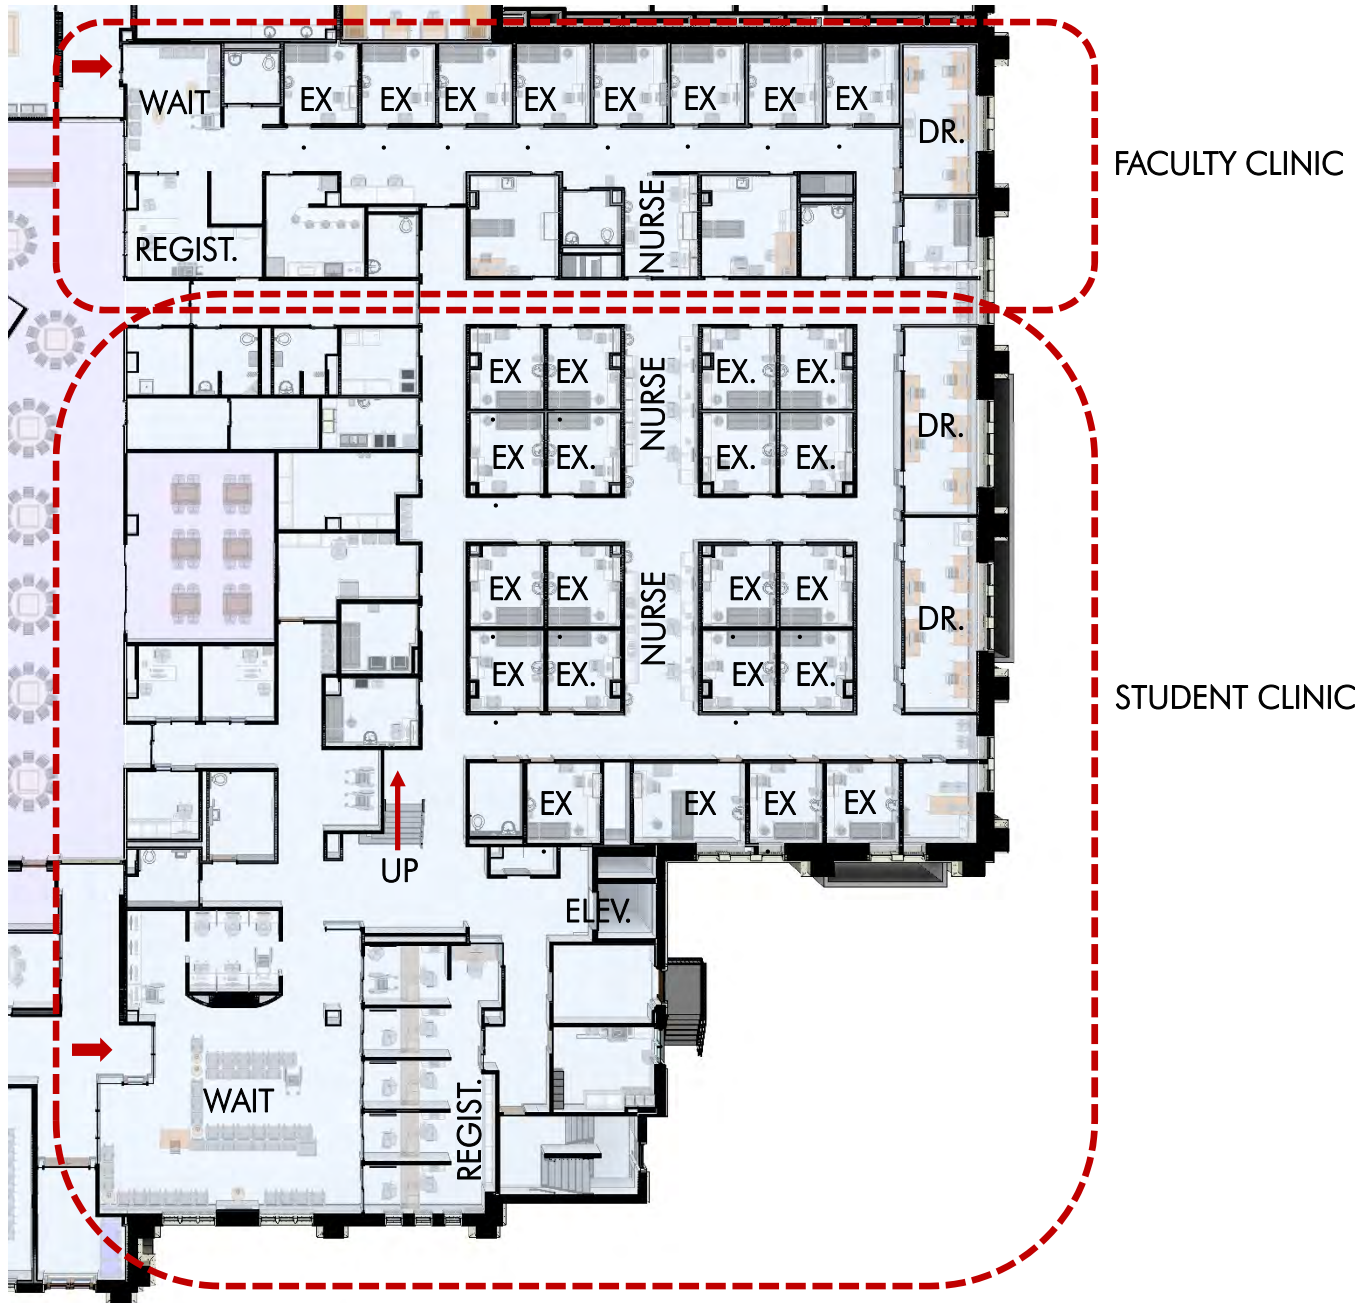 WAIT EX EX EX EX EX EX EX EX
DR.
FACULTY CLINIC
NURSE
REGIST.
EX EX NURSE EX. EX.
DR.
EX EX. EX. EX.
EX EX NURSE EX EX.
DR.
EX EX. EX EX.
STUDENT CLINIC
EX EX EX EX
UP
ELEV.
WAIT
REGIST.